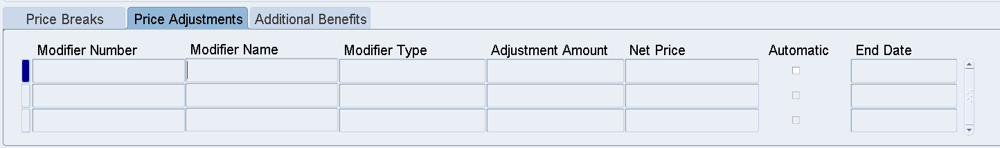 Price Breaks Price Adjustments Additional Benefits
Modifier Number Modifier Name Modifier Type Adjustment Amount Net Price Automatic End Date